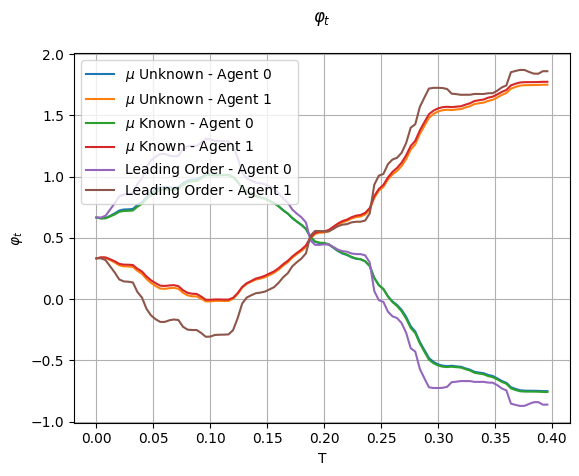 φₜ
2.0
1.5
1.0
0.5
0.0
−0.5
−1.0
φₜ
μ Unknown - Agent 0
μ Unknown - Agent 1
μ Known - Agent 0
μ Known - Agent 1
Leading Order - Agent 0
Leading Order - Agent 1
0.00 0.05 0.10 0.15 0.20 0.25 0.30 0.35 0.40
T